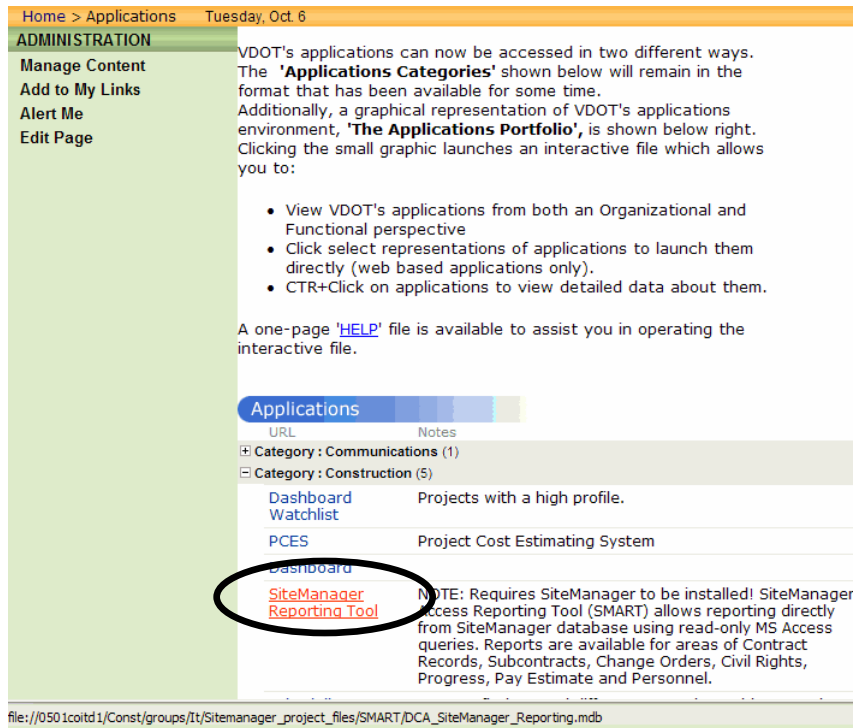 Home > Applications Tuesday, Oct. 6
ADMINISTRATION
Manage Content
Add to My Links
Alert Me
Edit Page
VDOT's applications can now be accessed in two different ways.
The 'Applications Categories' shown below will remain in the
format that has been available for some time.
Additionally, a graphical representation of VDOT's applications
environment, 'The Applications Portfolio', is shown below right.
Clicking the small graphic launches an interactive file which allows
you to:
• View VDOT's applications from both an Organizational and
Functional perspective
• Click select representations of applications to launch them
directly (web based applications only).
• CTR+Click on applications to view detailed data about them.
A one-page 'HELP' file is available to assist you in operating the
interactive file.
Applications
URL Notes
Category : Communications (1)
Category : Construction (5)
Dashboard Projects with a high profile.
Watchlist
PCES Project Cost Estimating System
Dashboard
SiteManager NOTE: Requires SiteManager to be installed! SiteManager
Reporting Tool Access Reporting Tool (SMART) allows reporting directly
from SiteManager database using read-only MS Access
queries. Reports are available for areas of Contract
Records, Subcontracts, Change Orders, Civil Rights,
Progress, Pay Estimate and Personnel.
file://0501coitd1/Const/groups/It/Sitemanager_project_files/SMART/DCA_SiteManager_Reporting.mdb